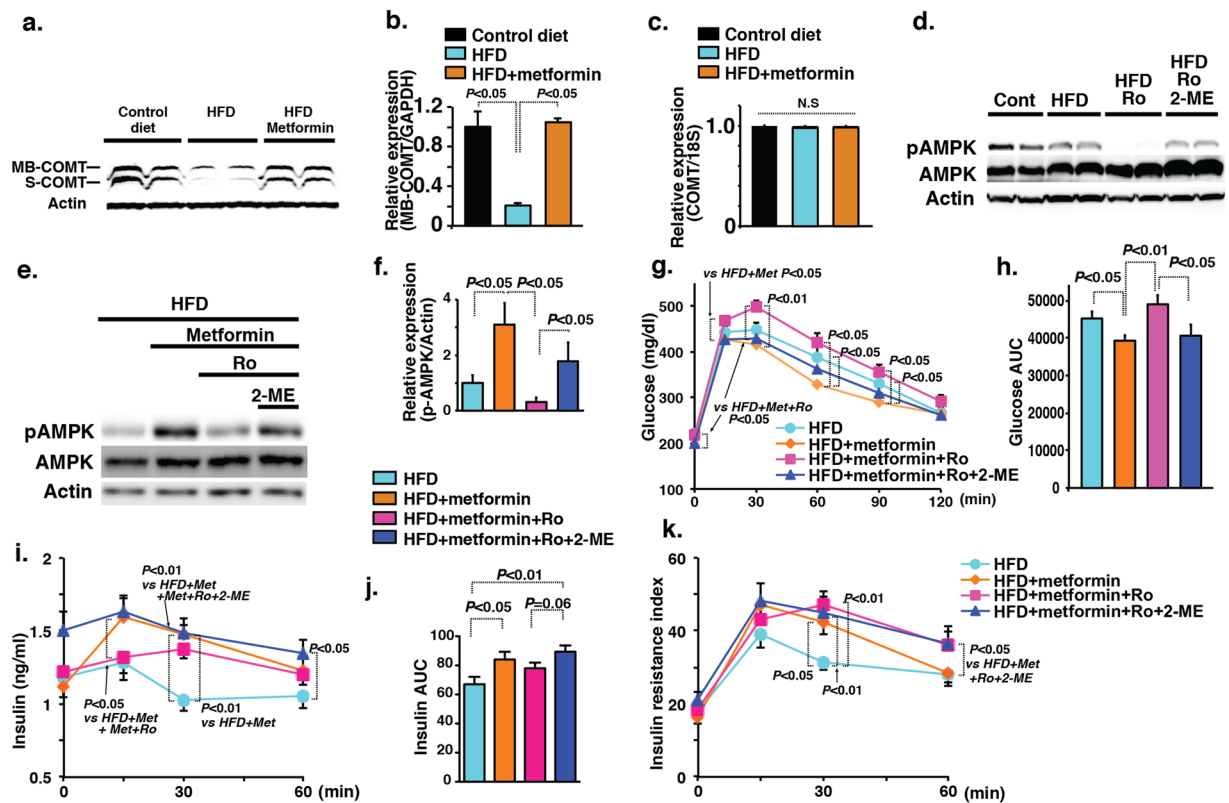 a.
Control
diet
HFD
HFD
Metformin
MB-COMT
S-COMT
Actin
b.
Control diet
HFD
HFD+metformin
P<0.05
P<0.05
Relative expression
(MB-COMT/GAPDH)
1.2
0.8
0.4
0
c.
Control diet
HFD
HFD+metformin
N.S
Relative expression
(COMT/18S)
1.0
0
d.
Cont
HFD
HFD
Ro
HFD
Ro
2-ME
pAMPK
AMPK
Actin
e.
HFD
Metformin
Ro
2-ME
pAMPK
AMPK
Actin
f.
P<0.05
P<0.05
P<0.05
Relative expression
(p-AMPK/Actin)
4
2
0
HFD
HFD+metformin
HFD+metformin+Ro
HFD+metformin+Ro+2-ME
g.
vs HFD+Met P<0.05
P<0.01
P<0.05
P<0.05
P<0.05
vs HFD+Met+Ro
P<0.05
Glucose (mg/dl)
500
400
300
200
100
0
30
60
90
120
(min)
HFD
HFD+metformin
HFD+metformin+Ro
HFD+metformin+Ro+2-ME
h.
P<0.01
P<0.05
P<0.05
Glucose AUC
50000
40000
30000
20000
10000
0
i.
Insulin (ng/ml)
2
1.5
1
0.5
0
30
60
(min)
P<0.01
vs HFD+Met
+Met+Ro+2-ME
P<0.05
P<0.05
vs HFD+Met
+ Met+Ro
P<0.01
vs HFD+Met
j.
P<0.01
P<0.05
P=0.06
Insulin AUC
100
80
60
40
20
0
k.
Insulin resistance index
60
40
20
0
0
30
60
(min)
P<0.01
P<0.05
P<0.01
P<0.05
vs HFD+Met
+Ro+2-ME
HFD
HFD+metformin
HFD+metformin+Ro
HFD+metformin+Ro+2-ME